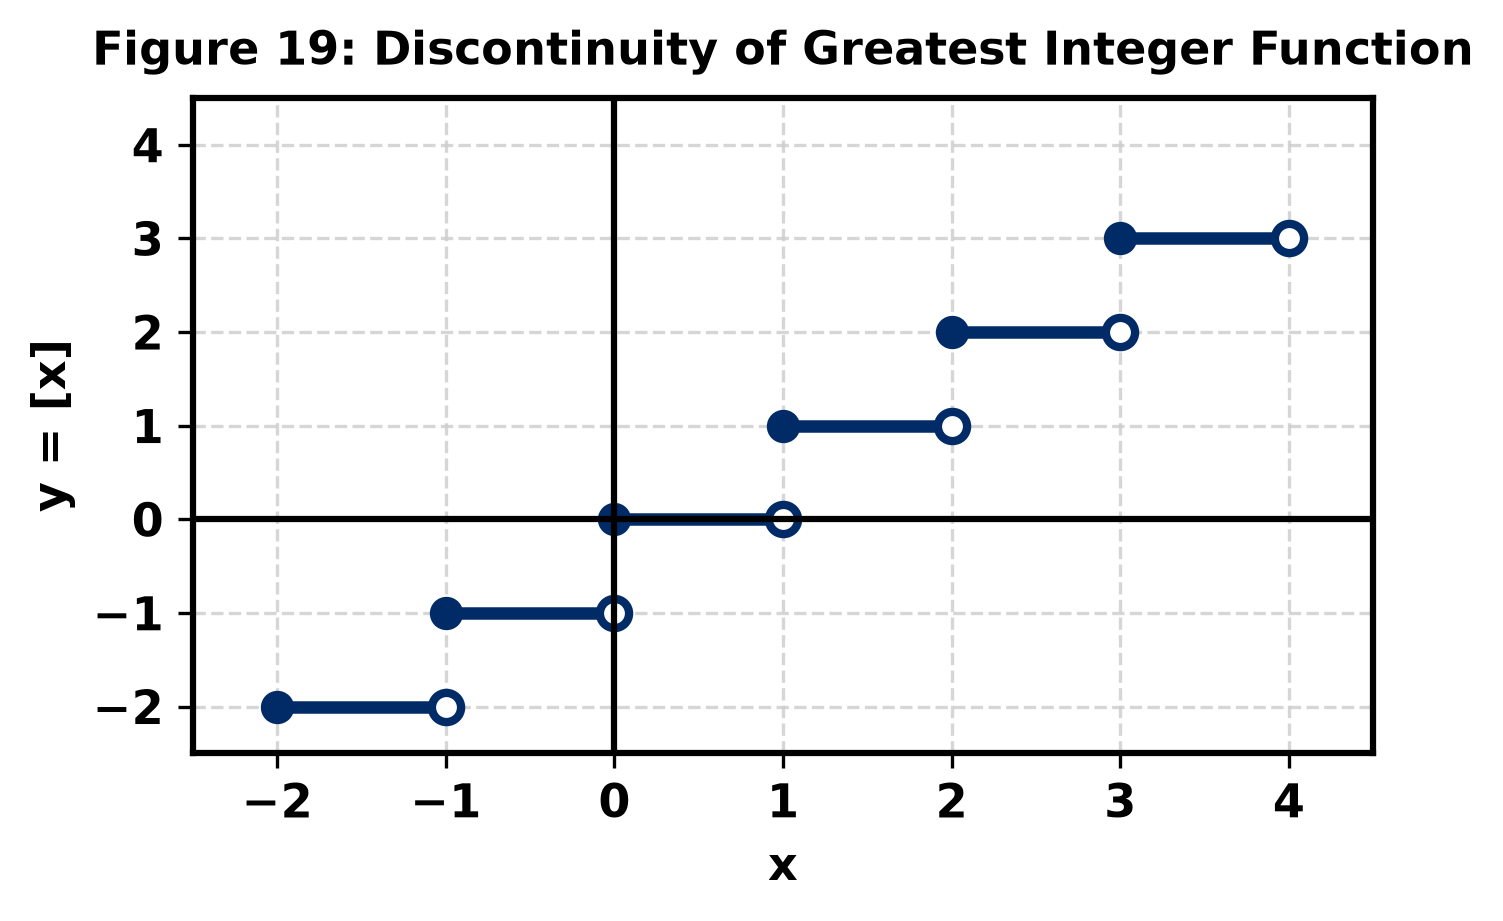 Figure 19: Discontinuity of Greatest Integer Function
4
3
2
1
0
−1
−2
y = [x]
−2 −1 0 1 2 3 4
x